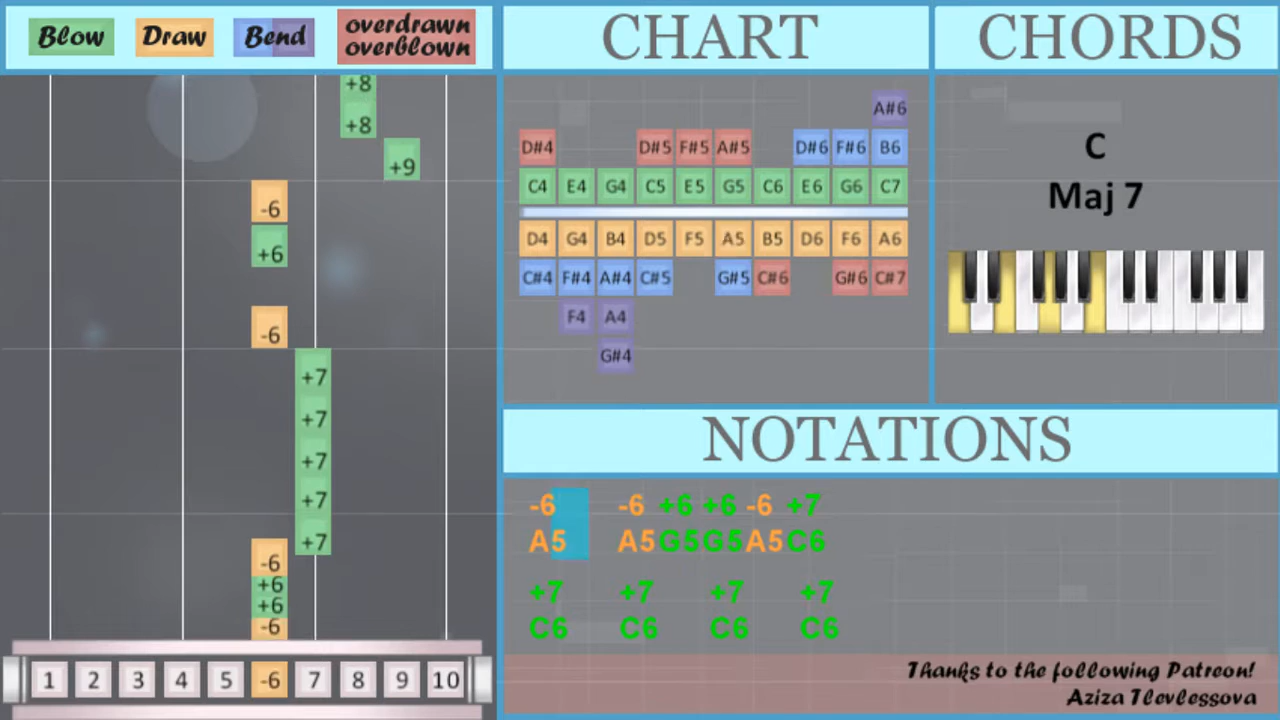 Blow
Draw
Bend
overdrawn
overblown
CHART
CHORDS
+8
+8
+9
-6
+6
-6
+7
+7
+7
+7
+7
-6
+6
+6
-6
1 2 3 4 5 -6 7 8 9 10
A#6
D#4 D#5 F#5 A#5 D#6 F#6 B6
C4 E4 G4 C5 E5 G5 C6 E6 G6 C7
D4 G4 B4 D5 F5 A5 B5 D6 F6 A6
C#4 F#4 A#4 C#5 G#5 C#6 G#6 C#7
F4 A4
G#4
C
Maj 7
NOTATIONS
-6 -6 +6 +6 -6 +7
A5 A5 G5 G5 A5 C6
+7 +7 +7 +7
C6 C6 C6 C6
Thanks to the following Patreon!
Aziza Tlevlessova